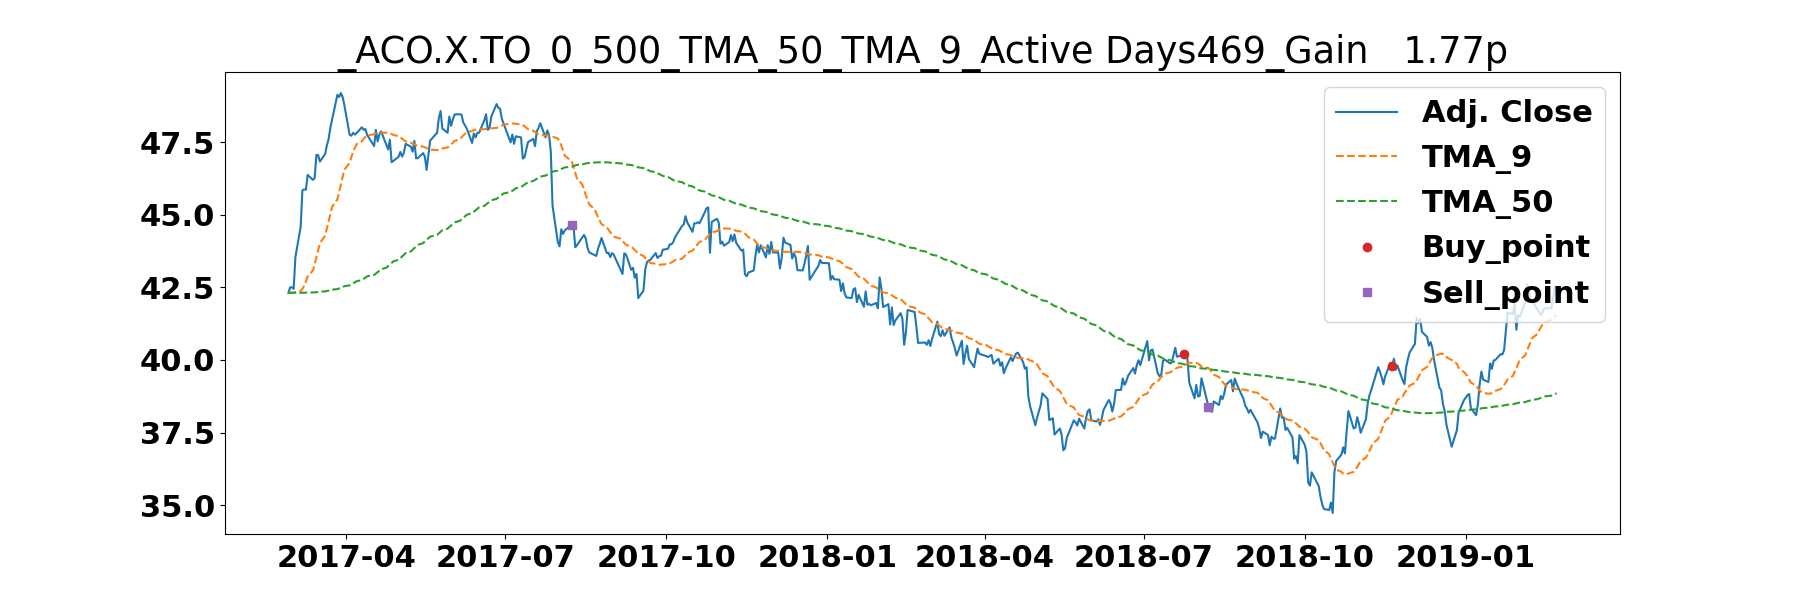 _ACO.X.TO_0_500_TMA_50_TMA_9_Active Days469_Gain   1.77p
Adj. Close
TMA_9
TMA_50
Buy_point
Sell_point
47.5
45.0
42.5
40.0
37.5
35.0
2017-04 2017-07 2017-10 2018-01 2018-04 2018-07 2018-10 2019-01